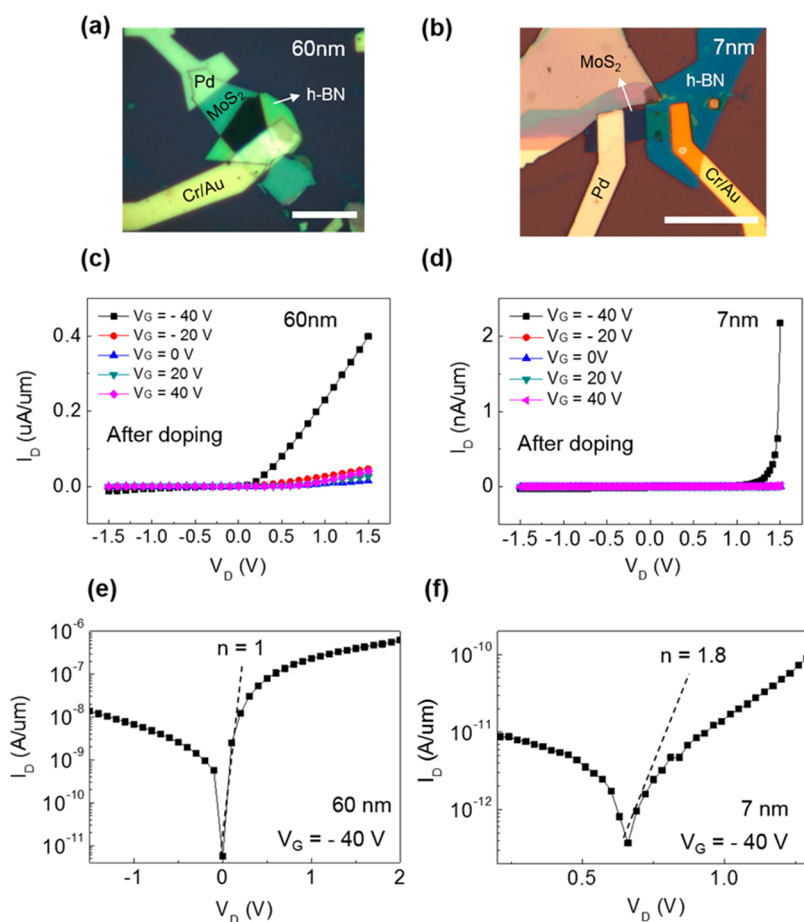 (a)
60nm
Pd
MoS2
h-BN
Cr/Au
(b)
7nm
MoS2
h-BN
Pd
Cr/Au
(c)
60nm
VG = - 40 V
VG = - 20 V
VG = 0 V
VG = 20 V
VG = 40 V
After doping
0.4
0.2
0.0
ID (uA/um)
-1.5 -1.0 -0.5 0.0 0.5 1.0 1.5
VD (V)
(d)
7nm
VG = - 40 V
VG = - 20 V
VG = 0V
VG = 20 V
VG = 40 V
After doping
2
1
0
ID (nA/um)
-1.5 -1.0 -0.5 0.0 0.5 1.0 1.5
VD (V)
(e)
n = 1
10-6
10-7
10-8
10-9
10-10
10-11
ID (A/um)
60 nm
VG = - 40 V
-1 0 1 2
VD (V)
(f)
n = 1.8
10-10
10-11
10-12
ID (A/um)
7 nm
VG = - 40 V
0.5 1.0
VD (V)